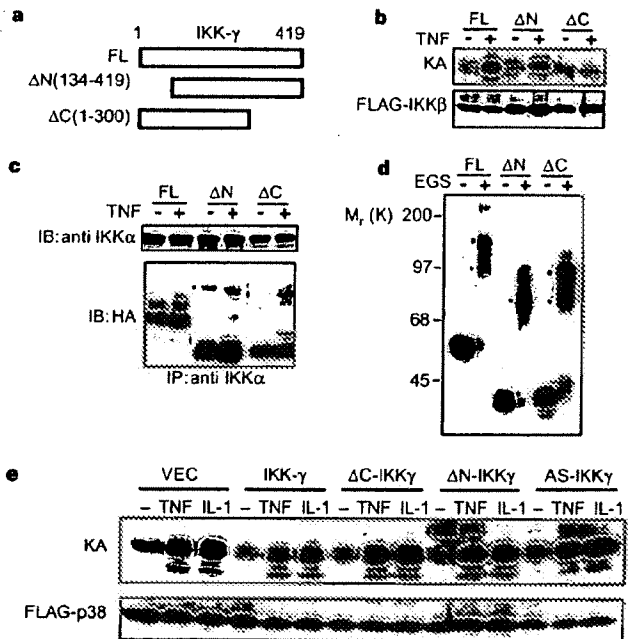 a
1 IKK-γ 419
FL
ΔN(134-419)
ΔC(1-300)
b
FL ΔN ΔC
TNF - + - + - +
KA
FLAG-IKKβ
c
FL ΔN ΔC
TNF - + - + - +
IB:anti IKKα
IB:HA
IP:anti IKKα
d
FL ΔN ΔC
EGS - + - + - +
Mr (K) 200-
97-
68-
45-
e
VEC IKK-γ ΔC-IKKγ ΔN-IKKγ AS-IKKγ
– TNF IL-1 – TNF IL-1 – TNF IL-1 – TNF IL-1 – TNF IL-1
KA
FLAG-p38